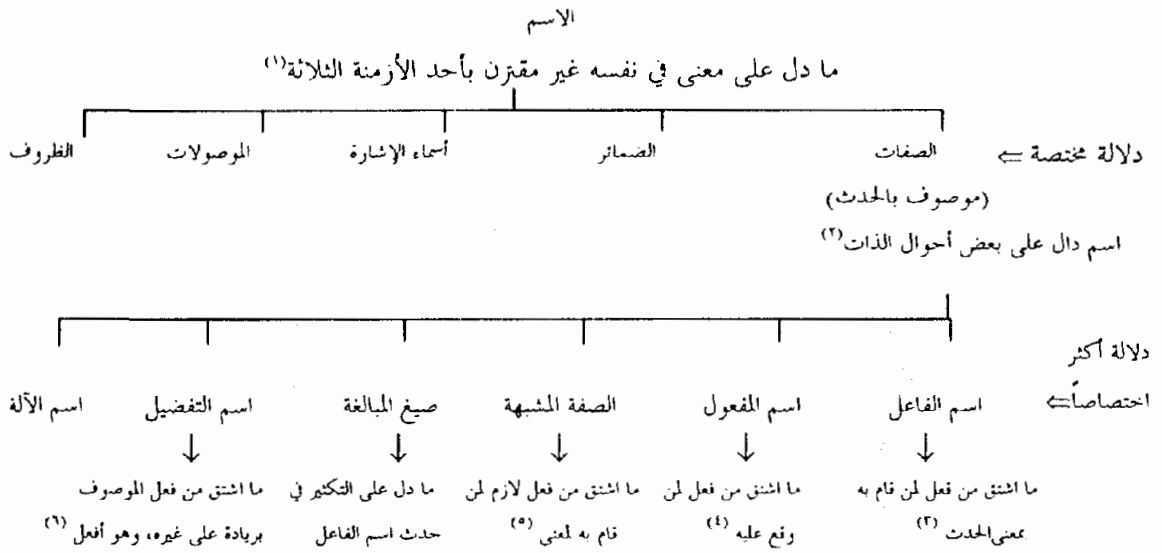 الاسم
ما دل على معنى في نفسه غير مقترن بأحد الأزمنة الثلاثة(١)
دلالة مختصة ⇐ الصفات الضمائر أسماء الإشارة الموصولات الظروف
(موصوف بالحدث)
اسم دال على بعض أحوال الذات(٢)
دلالة أكثر
اختصاصاً⇐ اسم الفاعل اسم المفعول الصفة المشبهة صيغ المبالغة اسم التفضيل اسم الآلة
ما اشتق من فعل لمن قام به ما اشتق من فعل لمن ما اشتق من فعل لازم لمن ما دل على التكثير في ما اشتق من فعل الموصوف
بمعنى الحدث (٣) وقع عليه (٤) قام به لمعنى (٥) حدث اسم الفاعل بزيادة على غيره، وهو أفعل (٦)